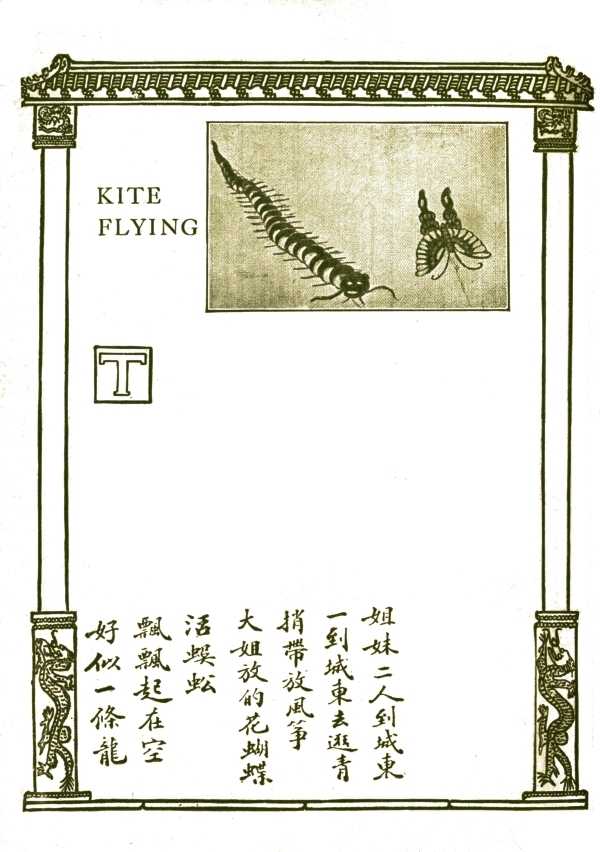 KITE
FLYING
T
姐妹二人到城東
一到城東去逛青
捎帶放風箏
大姐放的花蝴蝶
活蜈蚣
飄飄起在空
好似一條龍